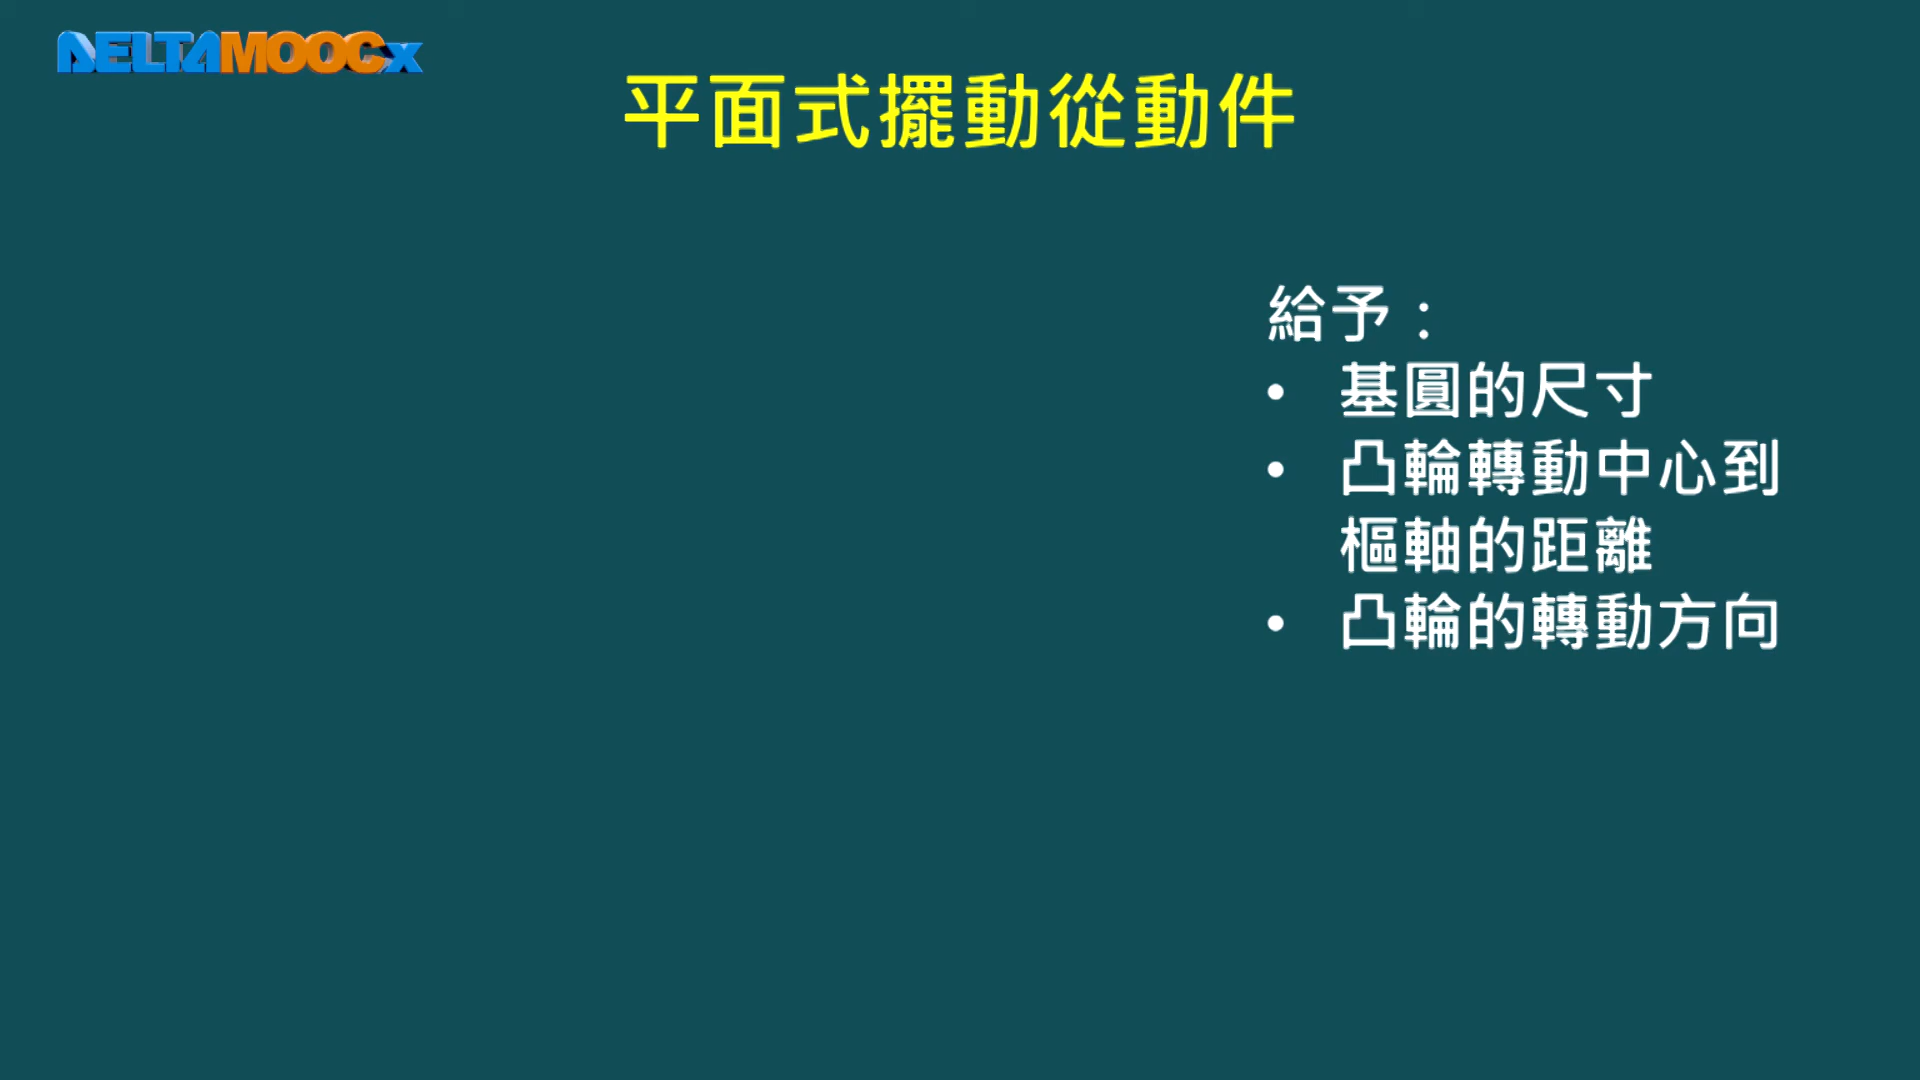 DELTAMOOCx
平面式擺動從動件
給予：
• 基圓的尺寸
• 凸輪轉動中心到
樞軸的距離
• 凸輪的轉動方向